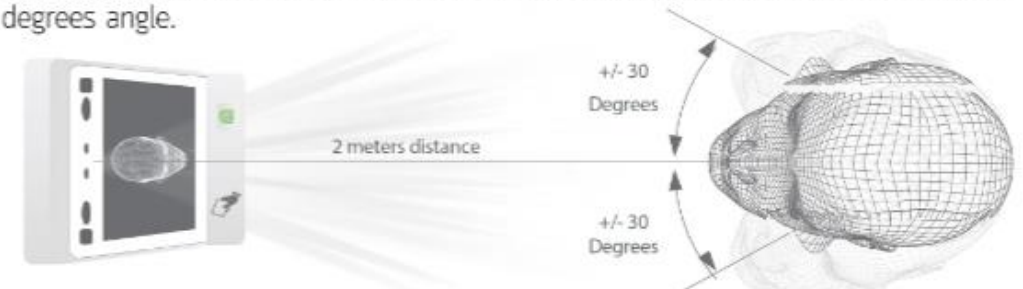 degrees angle.
+/- 30
Degrees
2 meters distance
+/- 30
Degrees